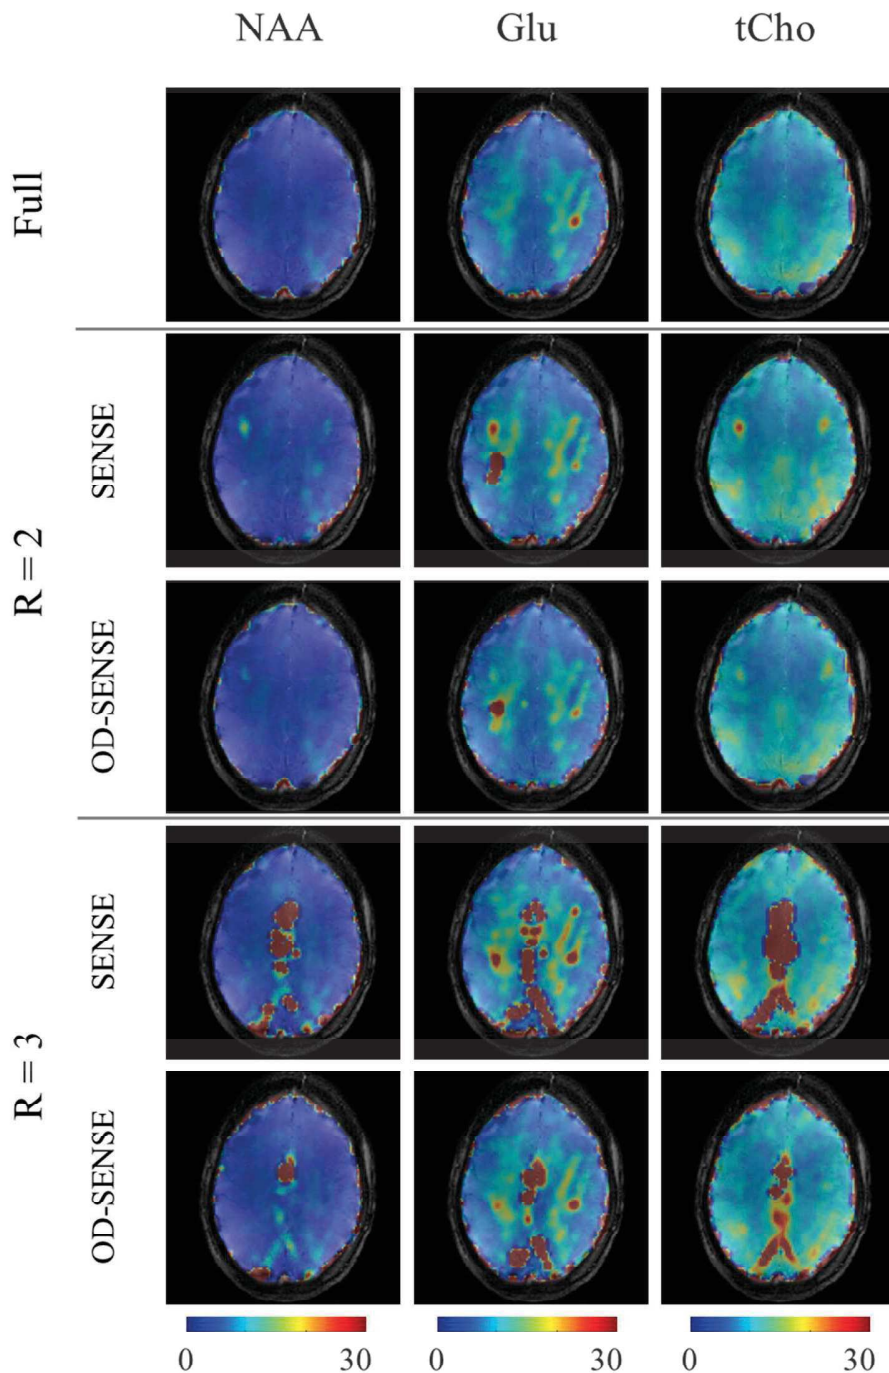 NAA Glu tCho
Full
R = 2
SENSE
OD-SENSE
R = 3
SENSE
OD-SENSE
0 30 0 30 0 30